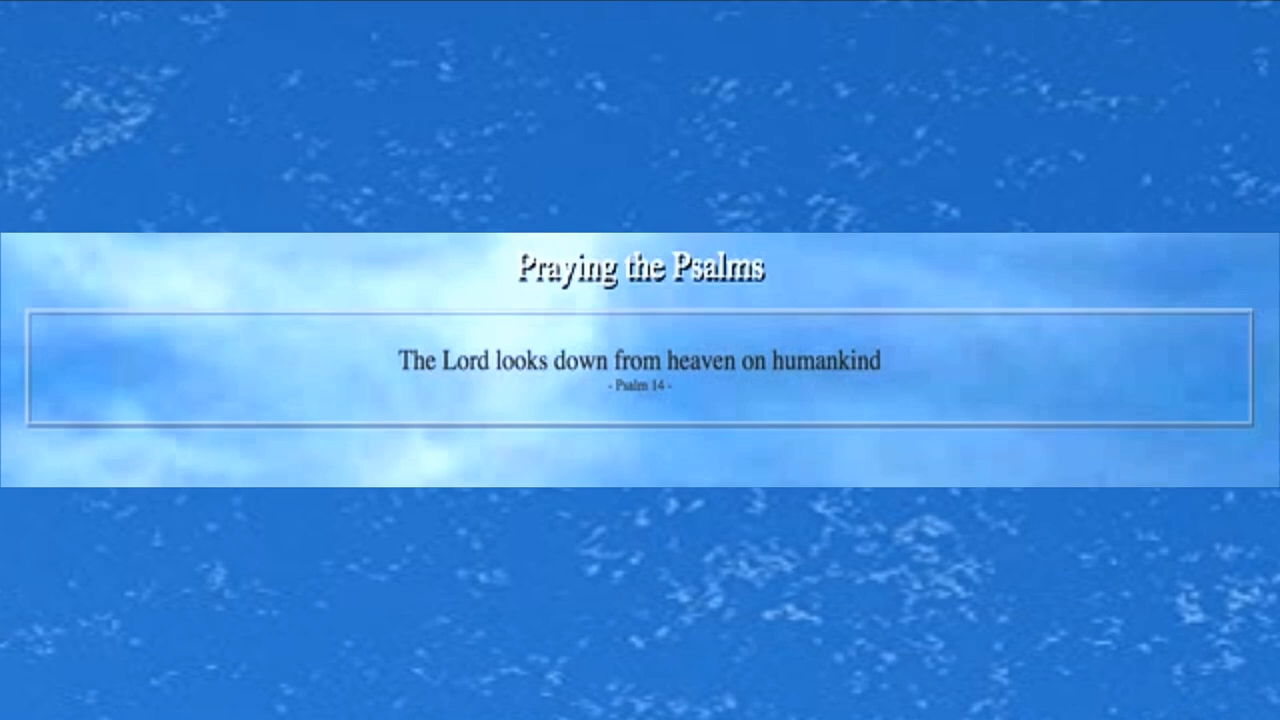 Praying the Psalms
The Lord looks down from heaven on humankind
- Psalm 14 -